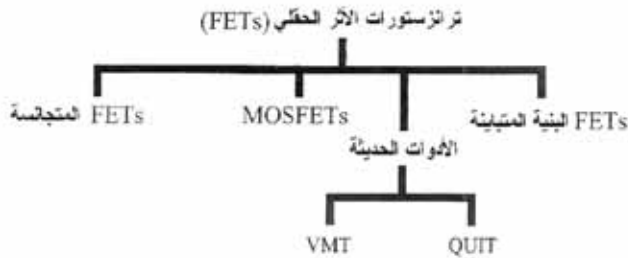 ترانزستورات الأثر الحقلي (FETs)
FETs المتجانسة
MOSFETs
FETs البنية المتباينة
الأدوات الحديثة
VMT
QUIT